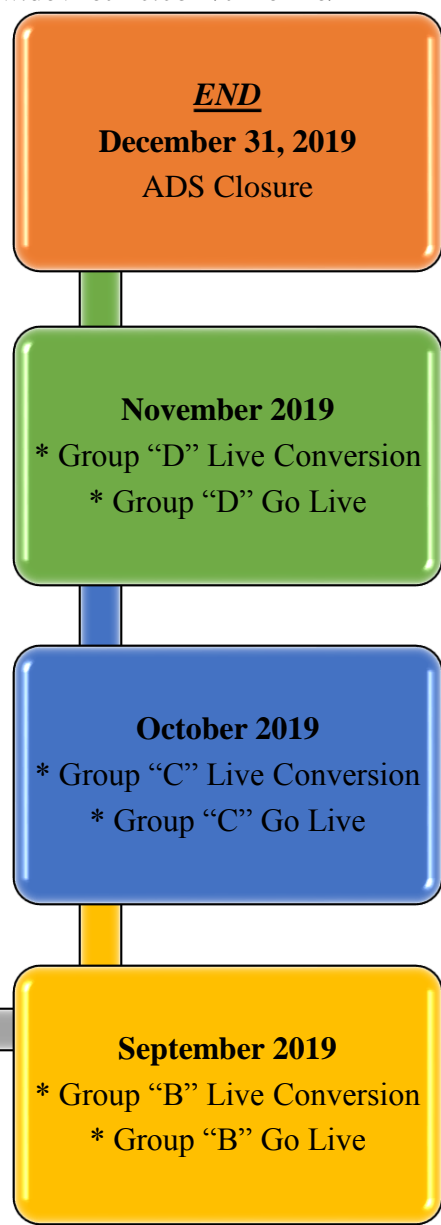 END
December 31, 2019
ADS Closure
November 2019
* Group “D” Live Conversion
* Group “D” Go Live
October 2019
* Group “C” Live Conversion
* Group “C” Go Live
September 2019
* Group “B” Live Conversion
* Group “B” Go Live